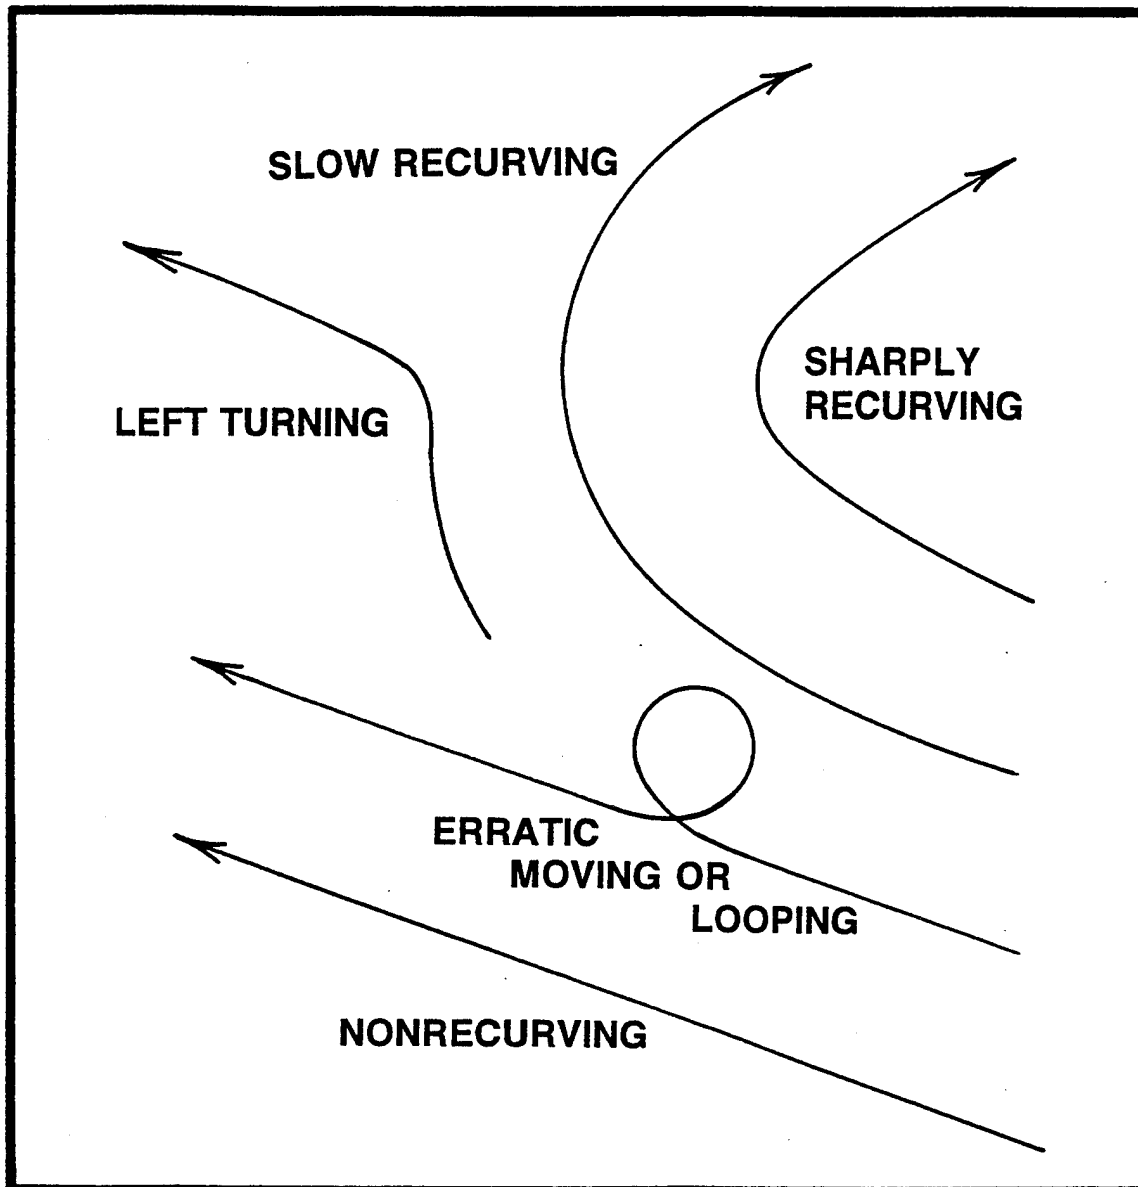 SLOW RECURVING
SHARPLY
RECURVING
LEFT TURNING
ERRATIC
MOVING OR
LOOPING
NONRECURVING